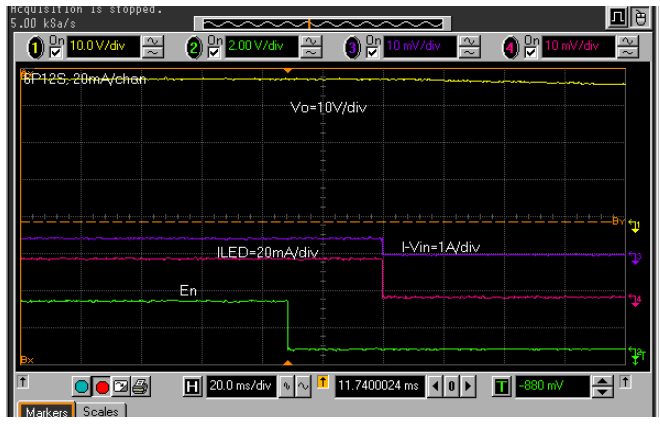 Acquisition is stopped.
5.00 kSa/s
1 On 10.0 V/div 2 On 2.00 V/div 3 On 10 mV/div 4 On 10 mV/div
6P12S, 20mA/chan
Vo=10V/div
By
ILED=20mA/div
I-Vin=1A/div
En
Bx
H 20.0 ms/div T 11.7400024 ms 0 T -880 mV
Markers Scales